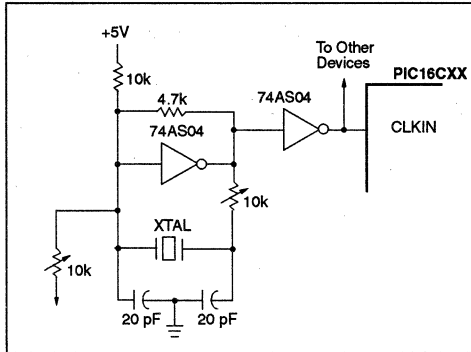 +5V
To Other
Devices
PIC16CXX
10k
4.7k
74AS04
74AS04
CLKIN
10k
XTAL
10k
20 pF
20 pF